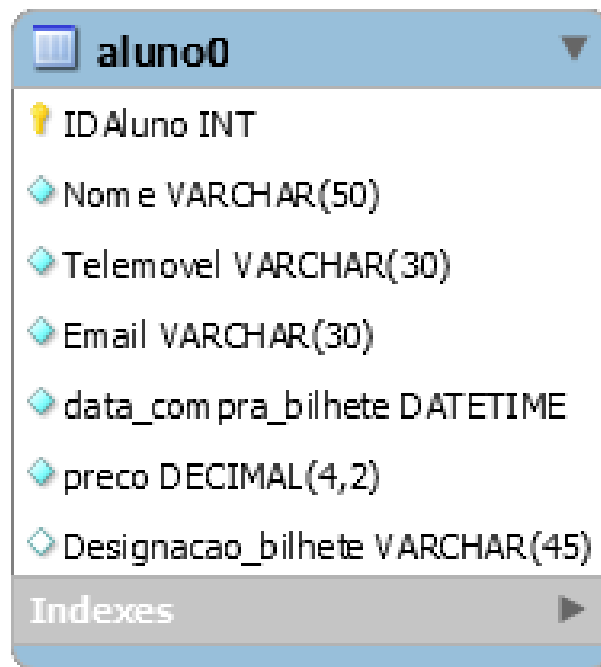 aluno0
IDAluno INT
Nome VARCHAR(50)
Telemovel VARCHAR(30)
Email VARCHAR(30)
data_compra_bilhete DATETIME
preco DECIMAL(4,2)
Designacao_bilhete VARCHAR(45)
Indexes